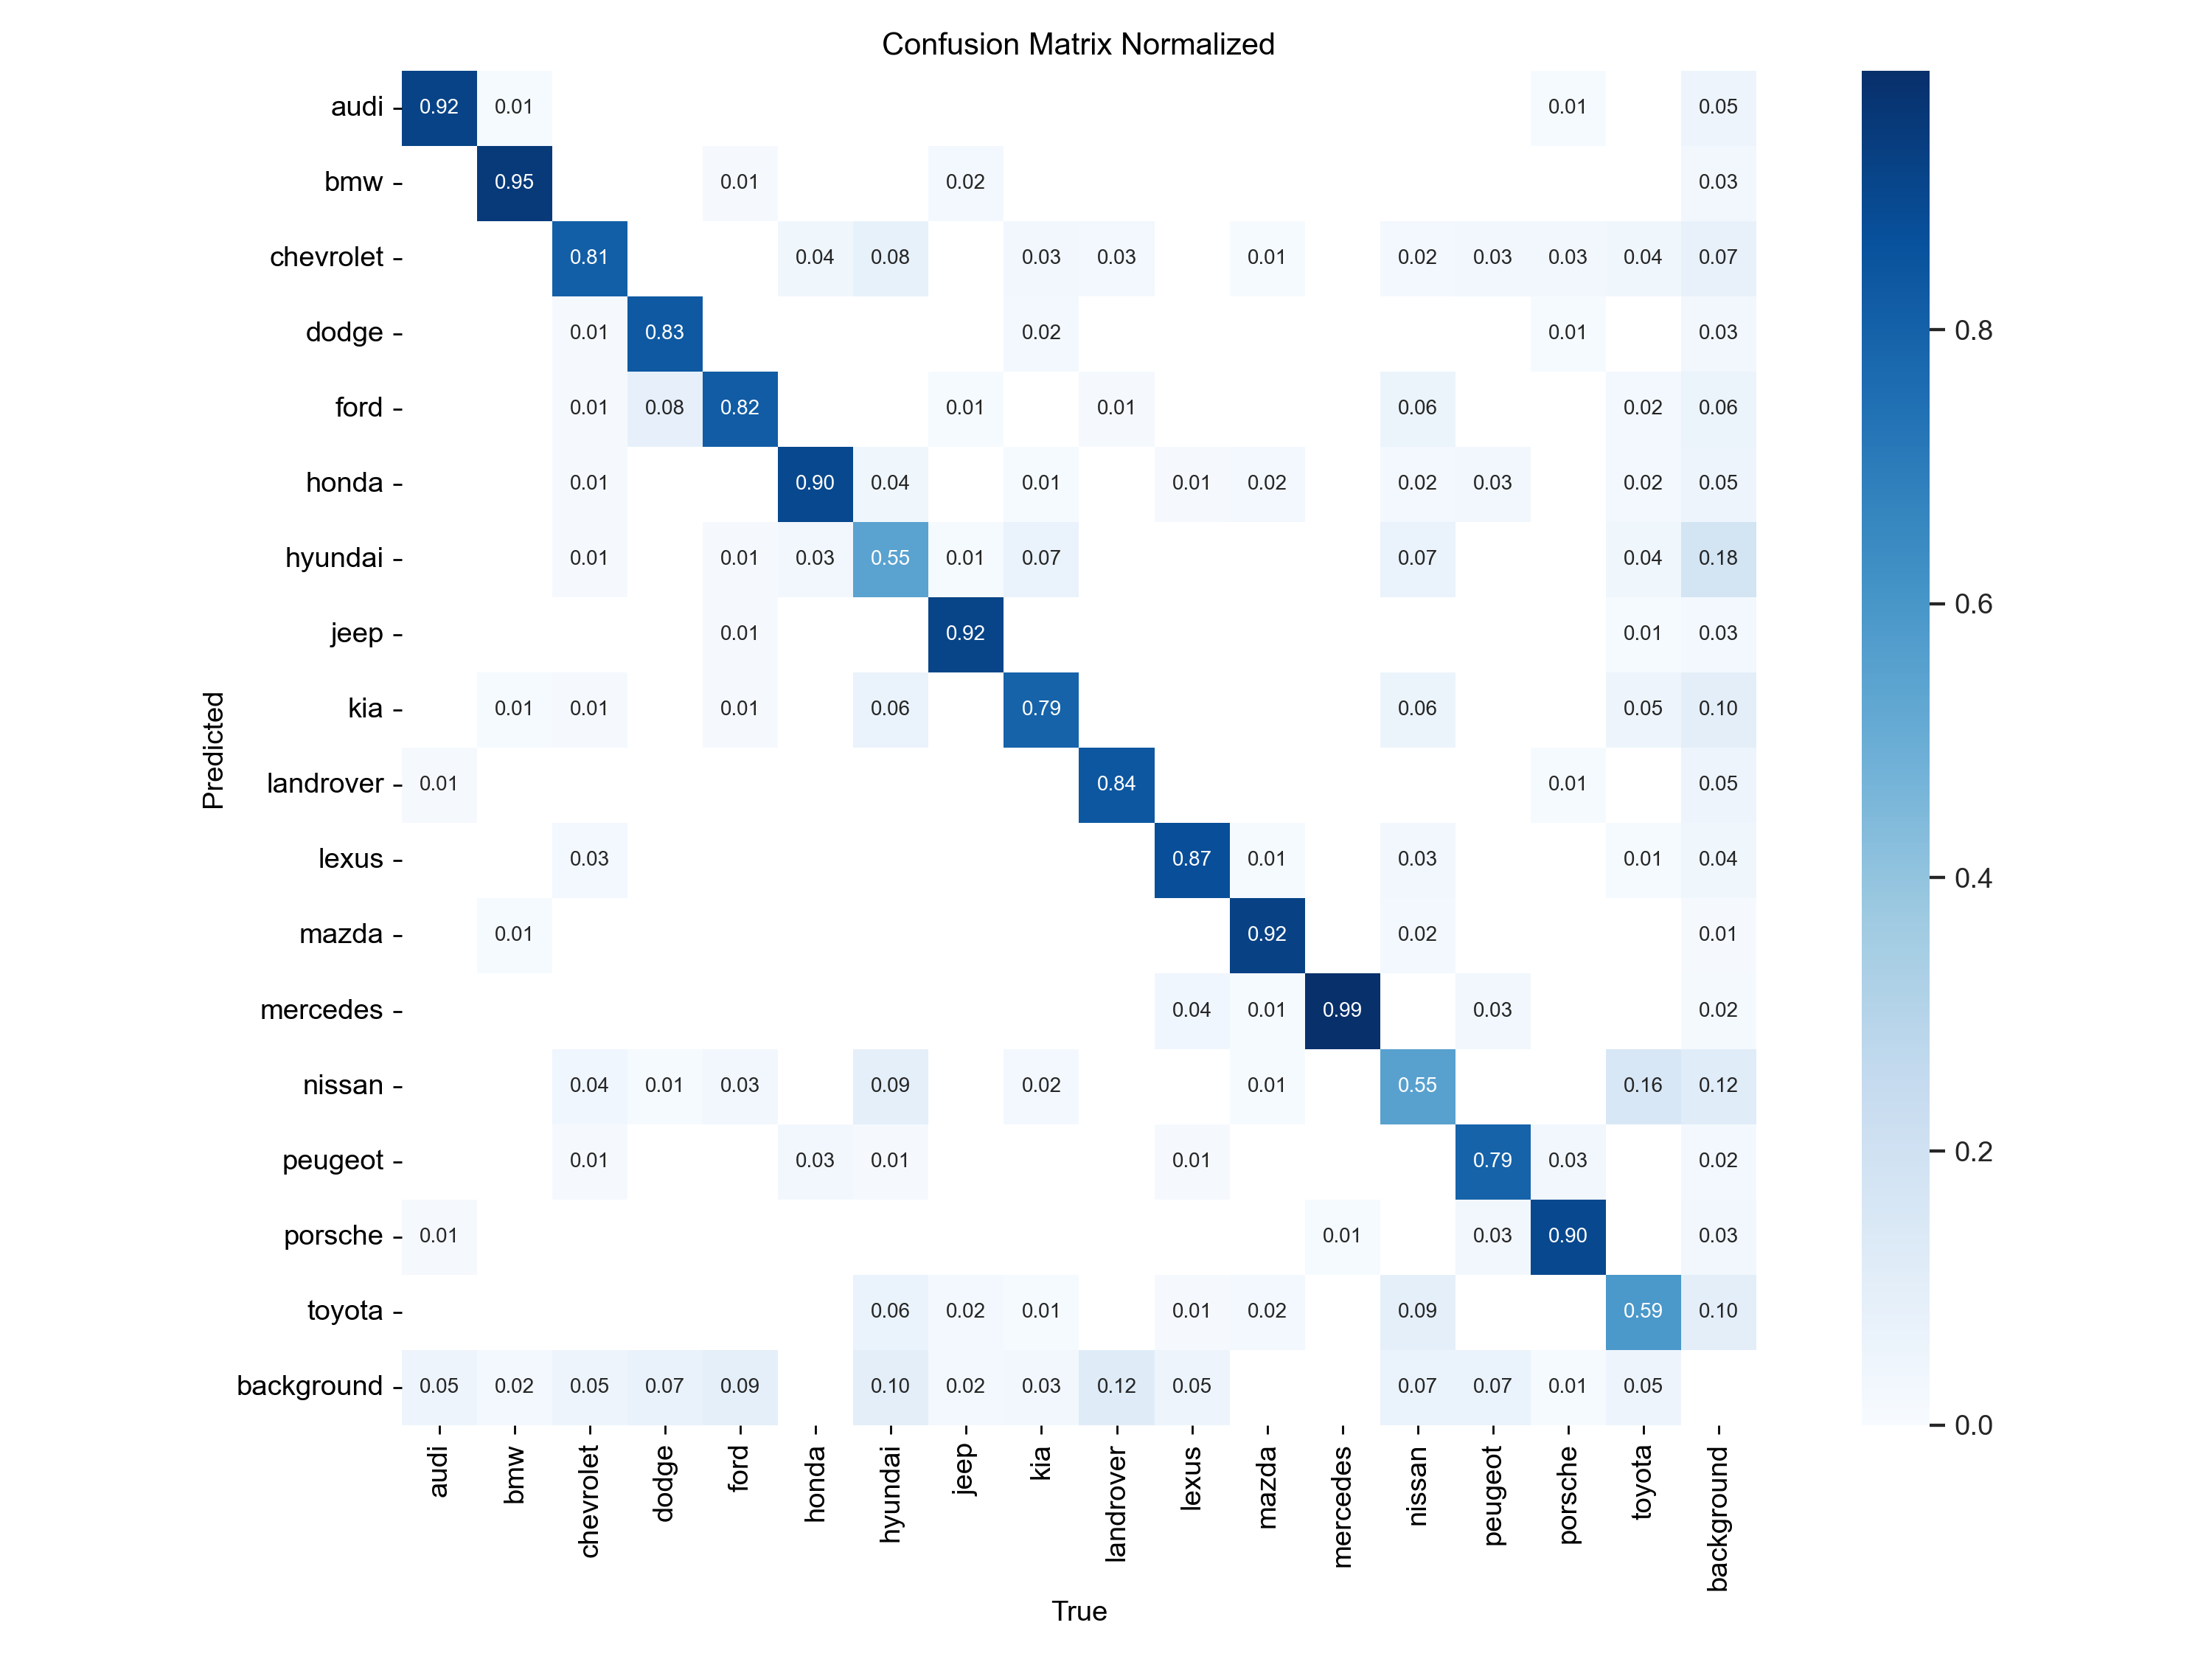 Confusion Matrix Normalized
audi 0.92 0.01 0.01 0.05
bmw 0.95 0.01 0.02 0.03
chevrolet 0.81 0.04 0.08 0.03 0.03 0.01 0.02 0.03 0.03 0.04 0.07
dodge 0.01 0.83 0.02 0.01 0.03
0.8
ford 0.01 0.08 0.82 0.01 0.01 0.06 0.02 0.06
honda 0.01 0.90 0.04 0.01 0.01 0.02 0.02 0.03 0.02 0.05
hyundai 0.01 0.01 0.03 0.55 0.01 0.07 0.07 0.04 0.18
0.6
jeep 0.01 0.92 0.01 0.03
kia 0.01 0.01 0.01 0.06 0.79 0.06 0.05 0.10
Predicted
landrover 0.01 0.84 0.01 0.05
lexus 0.03 0.87 0.01 0.03 0.01 0.04
0.4
mazda 0.01 0.92 0.02 0.01
mercedes 0.04 0.01 0.99 0.03 0.02
nissan 0.04 0.01 0.03 0.09 0.02 0.01 0.55 0.16 0.12
0.2
peugeot 0.01 0.03 0.01 0.01 0.79 0.03 0.02
porsche 0.01 0.01 0.03 0.90 0.03
toyota 0.06 0.02 0.01 0.01 0.02 0.09 0.59 0.10
background 0.05 0.02 0.05 0.07 0.09 0.10 0.02 0.03 0.12 0.05 0.07 0.07 0.01 0.05
0.0
audi bmw chevrolet dodge ford honda hyundai jeep kia landrover lexus mazda mercedes nissan peugeot porsche toyota background
True